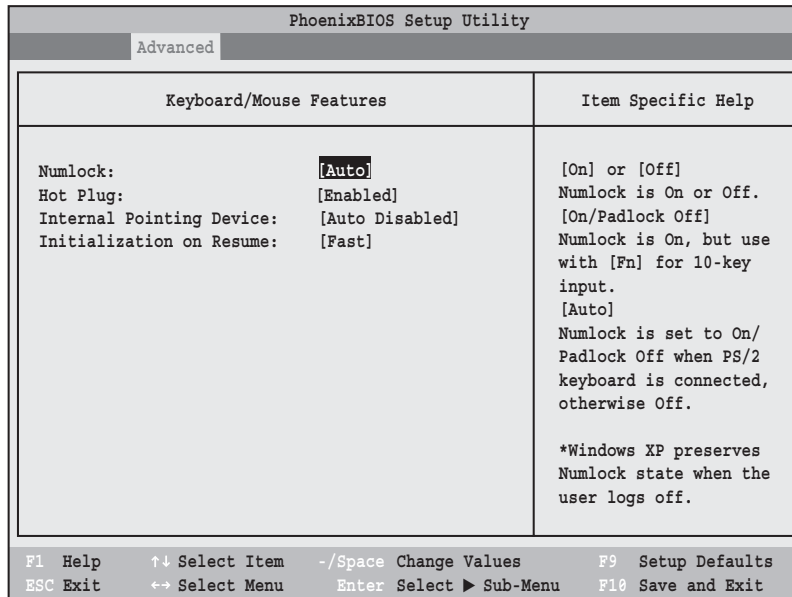 PhoenixBIOS Setup Utility
Advanced
Keyboard/Mouse Features
Item Specific Help
Numlock: [Auto]
Hot Plug: [Enabled]
Internal Pointing Device: [Auto Disabled]
Initialization on Resume: [Fast]
[On] or [Off]
Numlock is On or Off.
[On/Padlock Off]
Numlock is On, but use
with [Fn] for 10-key
input.
[Auto]
Numlock is set to On/
Padlock Off when PS/2
keyboard is connected,
otherwise Off.
*Windows XP preserves
Numlock state when the
user logs off.
F1 Help ↑↓ Select Item -/Space Change Values F9 Setup Defaults
ESC Exit ←→ Select Menu Enter Select ▶ Sub-Menu F10 Save and Exit